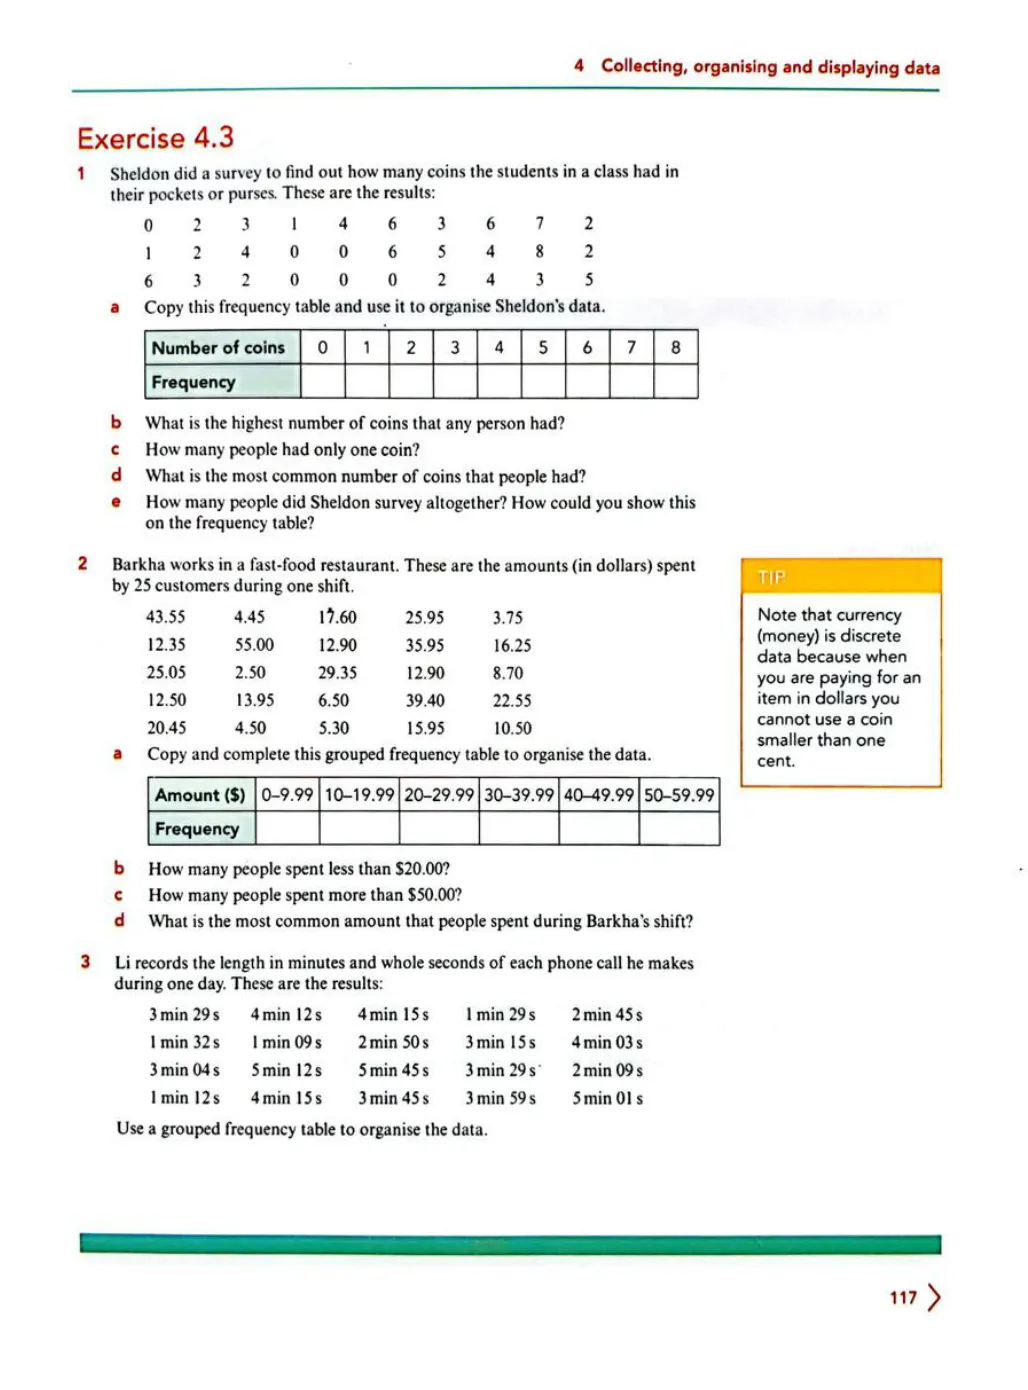 4 Collecting, organising and displaying data
Exercise 4.3
1 Sheldon did a survey to find out how many coins the students in a class had in
their pockets or purses. These are the results:
0 2 3 1 4 6 3 6 7 2
1 2 4 0 0 6 5 4 8 2
6 3 2 0 0 0 2 4 3 5
a Copy this frequency table and use it to organise Sheldon's data.
Number of coins 0 1 2 3 4 5 6 7 8
Frequency
b What is the highest number of coins that any person had?
c How many people had only one coin?
d What is the most common number of coins that people had?
e How many people did Sheldon survey altogether? How could you show this
on the frequency table?
2 Barkha works in a fast-food restaurant. These are the amounts (in dollars) spent
by 25 customers during one shift.
43.55 4.45 17.60 25.95 3.75
12.35 55.00 12.90 35.95 16.25
25.05 2.50 29.35 12.90 8.70
12.50 13.95 6.50 39.40 22.55
20.45 4.50 5.30 15.95 10.50
a Copy and complete this grouped frequency table to organise the data.
Amount ($) 0–9.99 10–19.99 20–29.99 30–39.99 40–49.99 50–59.99
Frequency
b How many people spent less than $20.00?
c How many people spent more than $50.00?
d What is the most common amount that people spent during Barkha's shift?
TIP
Note that currency
(money) is discrete
data because when
you are paying for an
item in dollars you
cannot use a coin
smaller than one
cent.
3 Li records the length in minutes and whole seconds of each phone call he makes
during one day. These are the results:
3 min 29 s 4 min 12 s 4 min 15 s 1 min 29 s 2 min 45 s
1 min 32 s 1 min 09 s 2 min 50 s 3 min 15 s 4 min 03 s
3 min 04 s 5 min 12 s 5 min 45 s 3 min 29 s 2 min 09 s
1 min 12 s 4 min 15 s 3 min 45 s 3 min 59 s 5 min 01 s
Use a grouped frequency table to organise the data.
117 〉